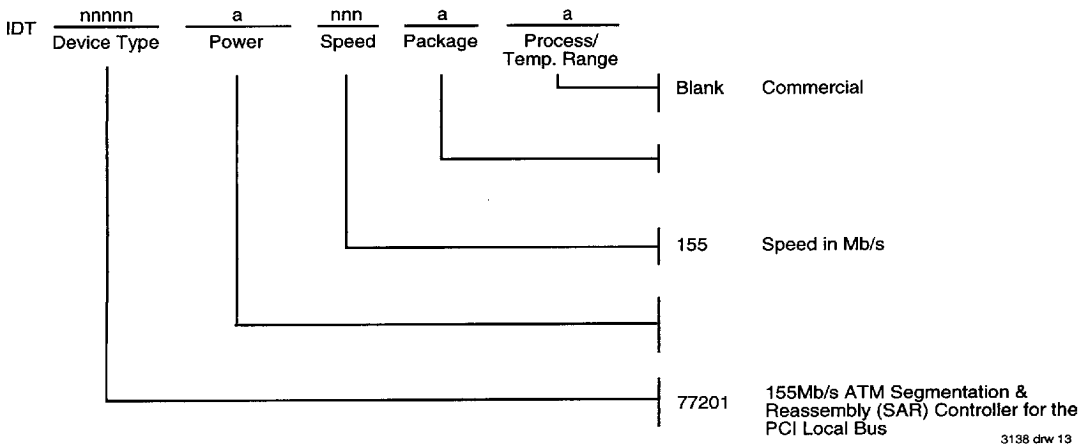 IDT nnnnn a nnn a a
Device Type Power Speed Package Process/
Temp. Range
Blank Commercial
155 Speed in Mb/s
77201 155Mb/s ATM Segmentation &
Reassembly (SAR) Controller for the
PCI Local Bus
3138 drw 13